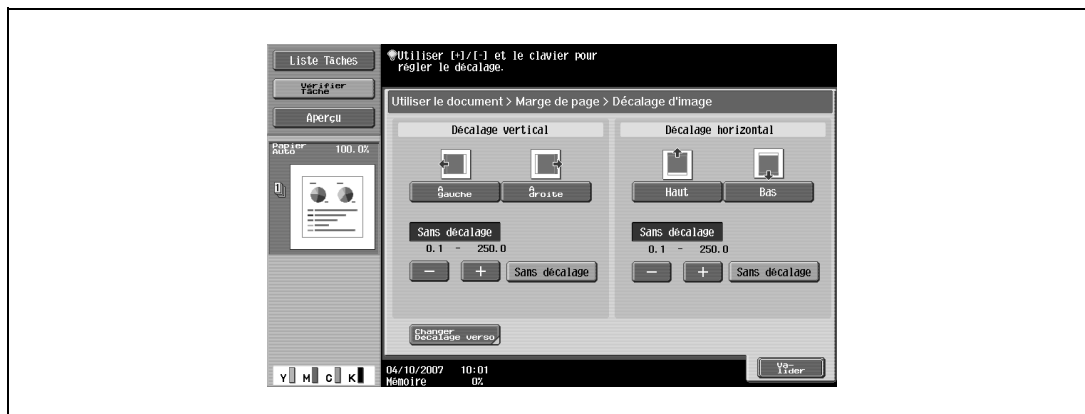 Liste Tâches
Utiliser [+]/[-] et le clavier pour
régler le décalage.
Vérifier
Tâche
Aperçu
Utiliser le document > Marge de page > Décalage d'image
Décalage vertical
Décalage horizontal
Papier
Auto
100.0%
1
À
gauche
À
droite
Haut
Bas
Sans décalage
0.1 - 250.0
− + Sans décalage
Sans décalage
0.1 - 250.0
− + Sans décalage
Changer
Décalage verso
Va-
lider
04/10/2007 10:01
Mémoire 0%
Y M C K